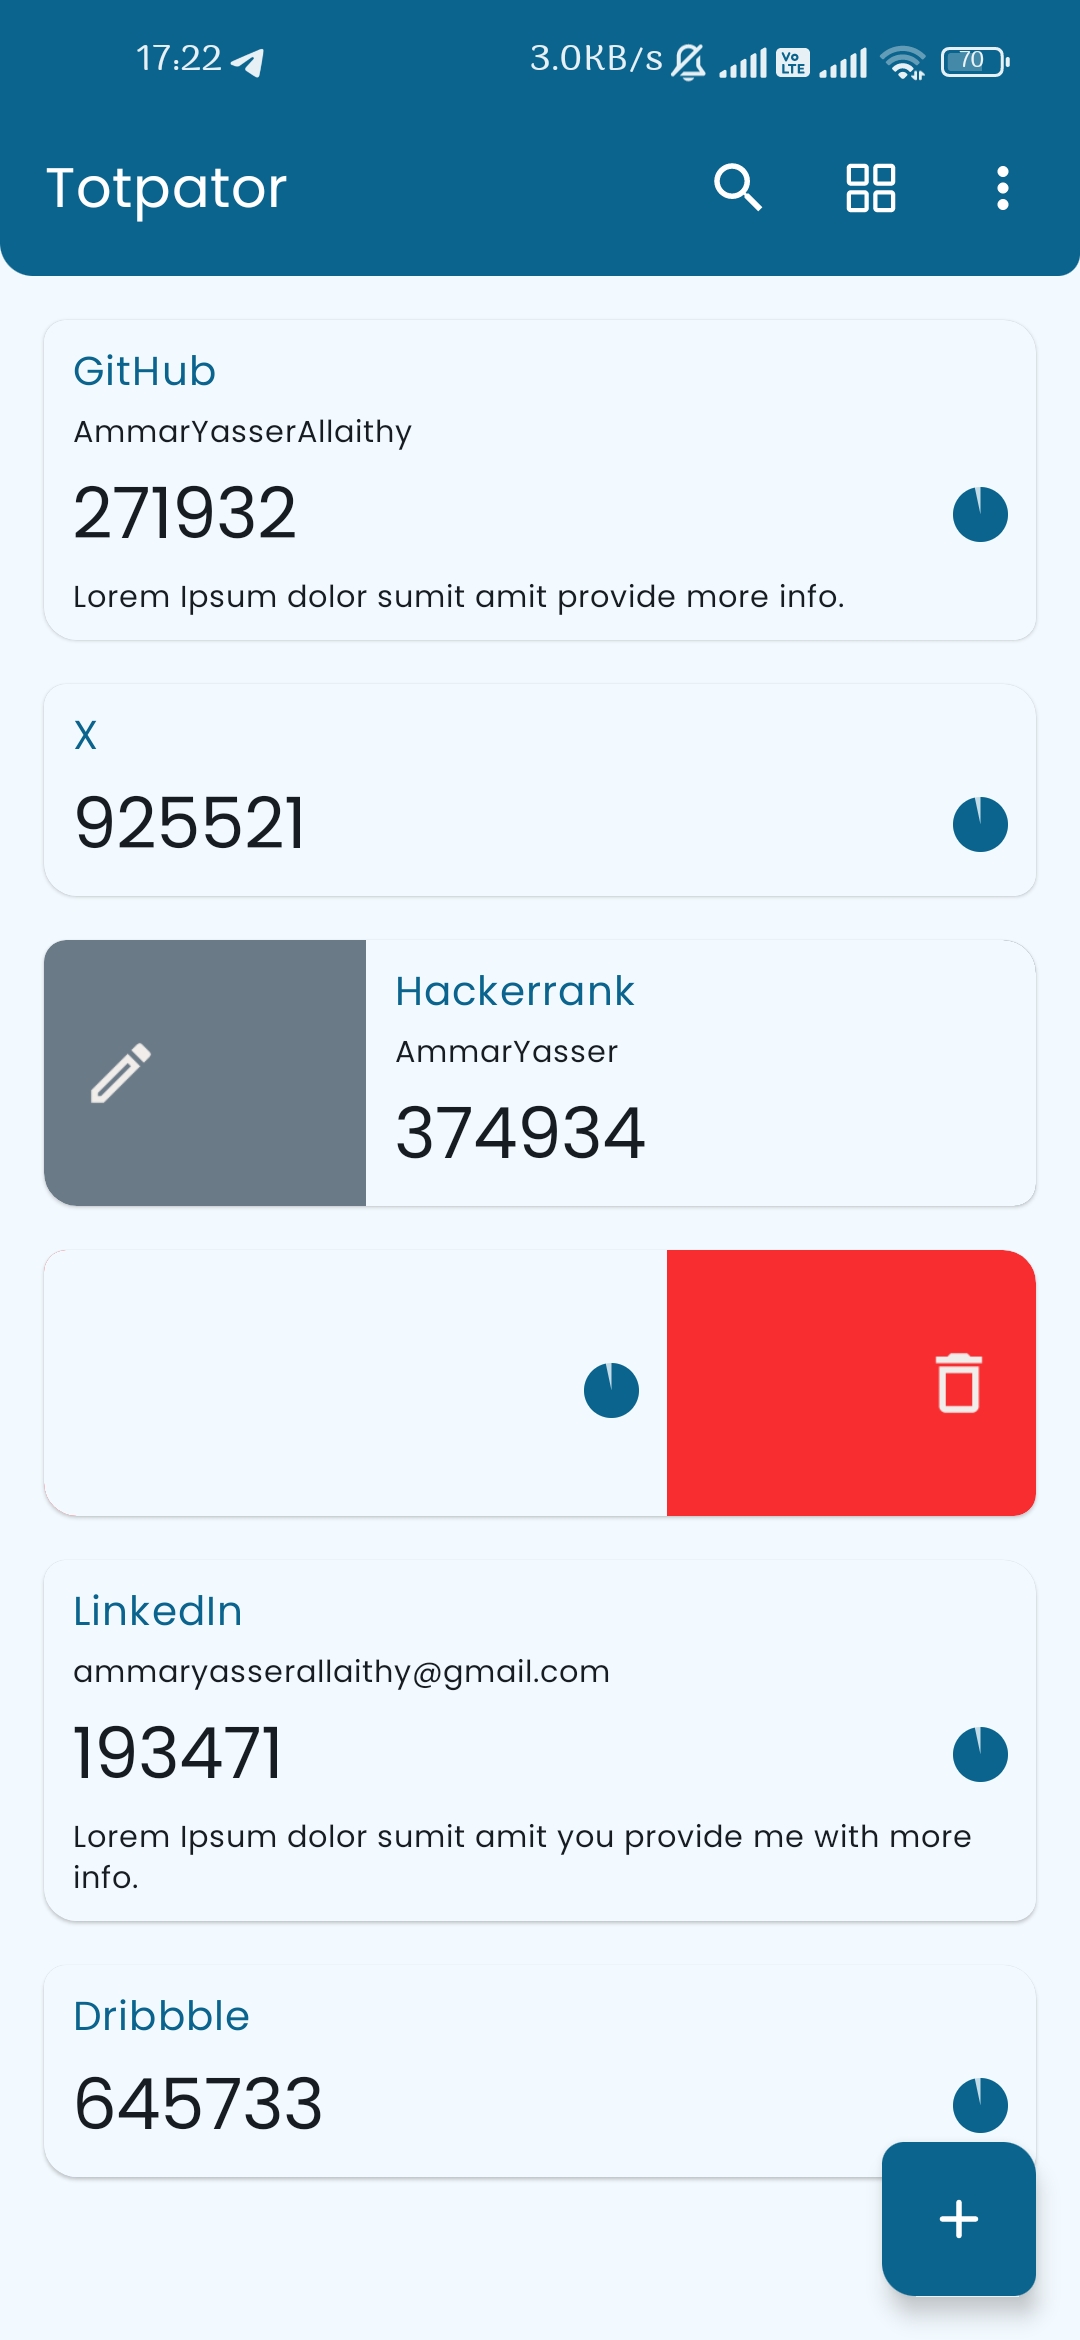 17:22
3.0KB/s
Vo
LTE
70
Totpator
GitHub
AmmarYasserAllaithy
271932
Lorem Ipsum dolor sumit amit provide more info.
X
925521
Hackerrank
AmmarYasser
374934
LinkedIn
ammaryasserallaithy@gmail.com
193471
Lorem Ipsum dolor sumit amit you provide me with more
info.
Dribbble
645733